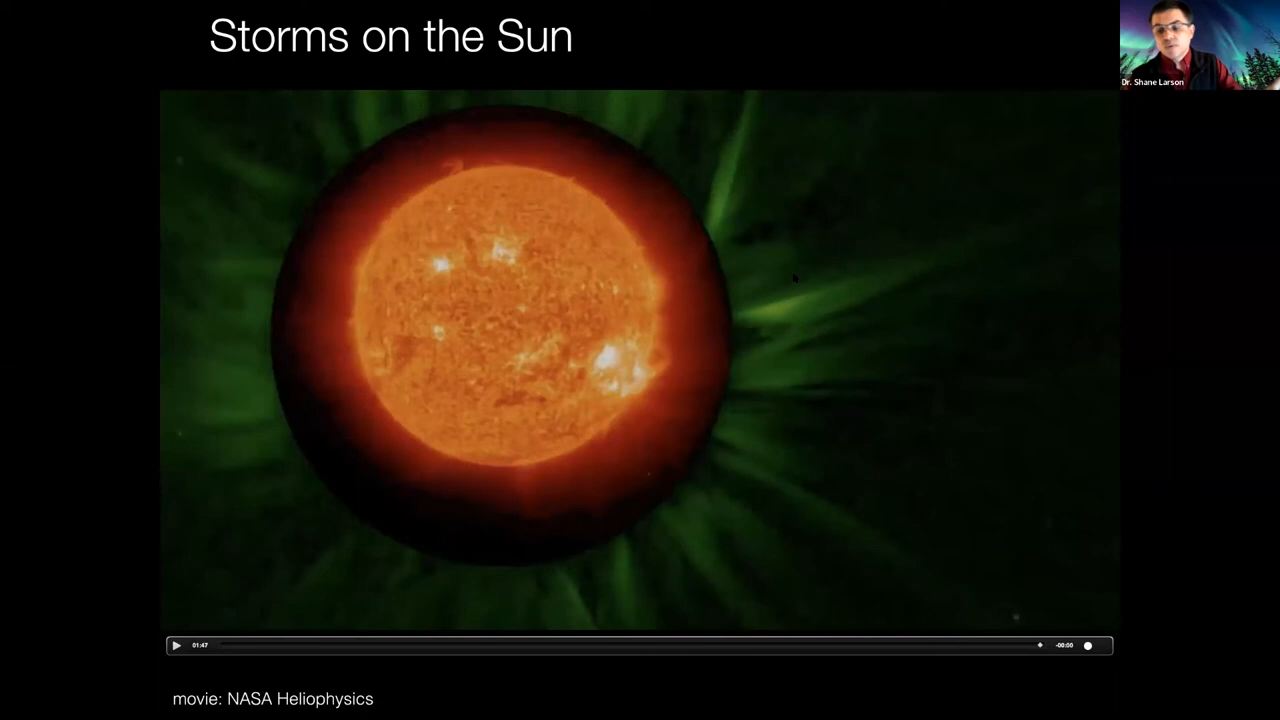 Storms on the Sun
Dr. Shane Larson
01:47
-00:00
movie: NASA Heliophysics